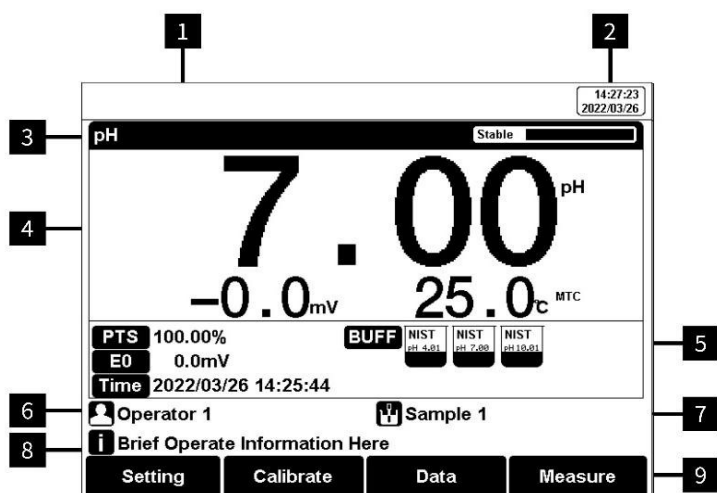 1
2
14:27:23
2022/03/26
3
pH
Stable
4
7.00 pH
-0.0mV
25.0℃ MTC
PTS 100.00%
BUFF
NIST pH 4.01
NIST pH 7.00
NIST pH 10.01
5
E0 0.0mV
Time 2022/03/26 14:25:44
6
Operator 1
Sample 1
7
8
i Brief Operate Information Here
Setting
Calibrate
Data
Measure
9